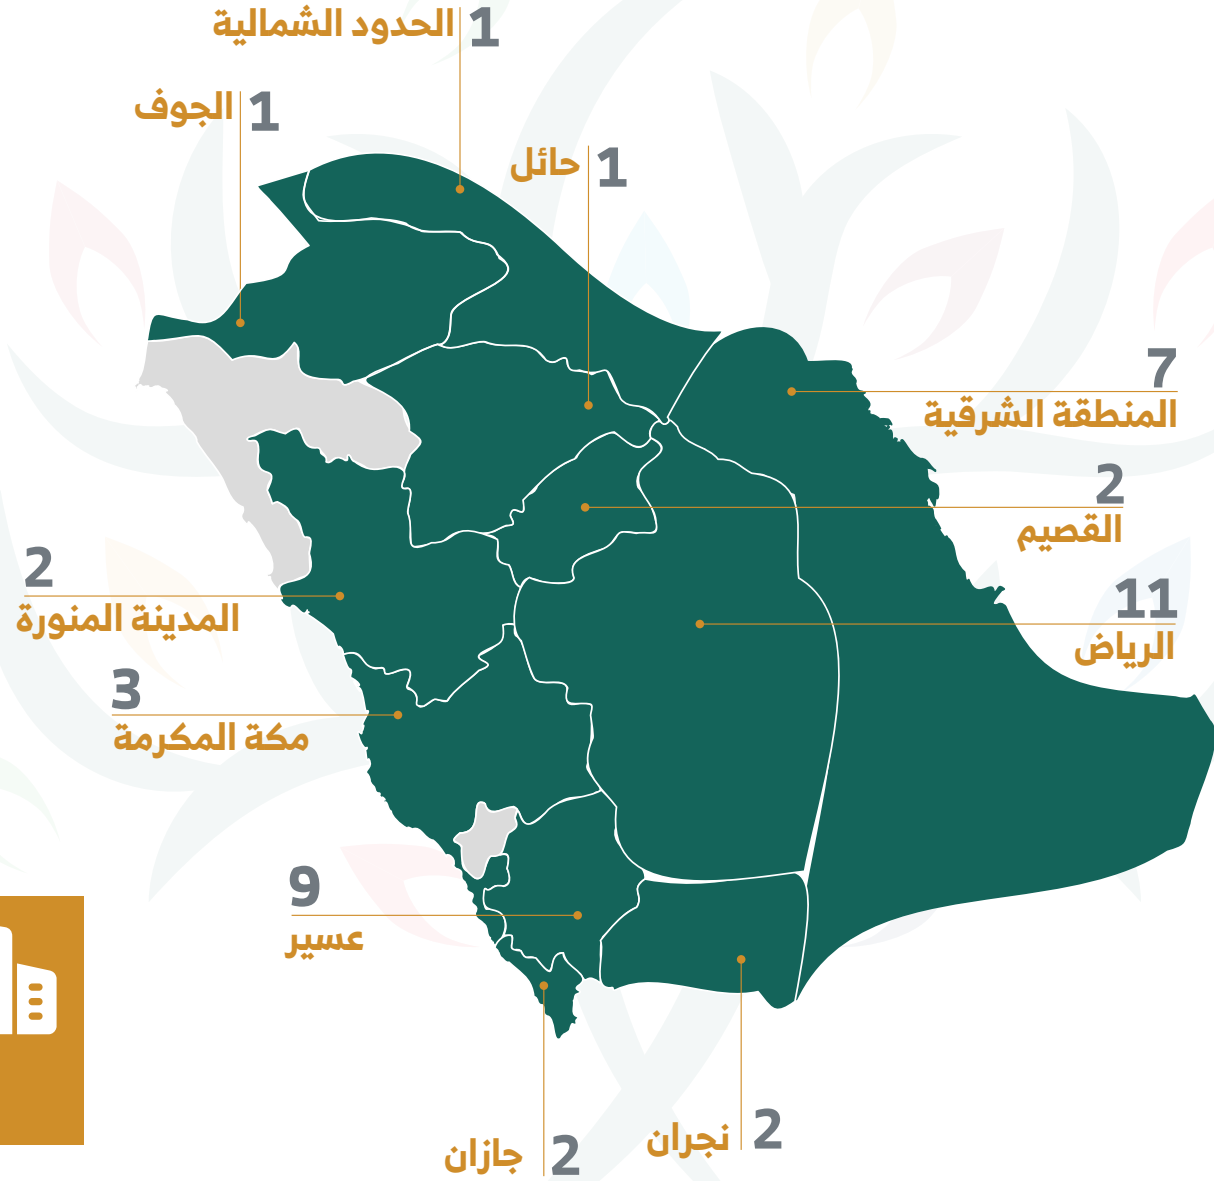 1 الحدود الشمالية
1 الجوف
1 حائل
7
المنطقة الشرقية
2
القصيم
11
الرياض
2
المدينة المنورة
3
مكة المكرمة
9
عسير
2 نجران
2 جازان